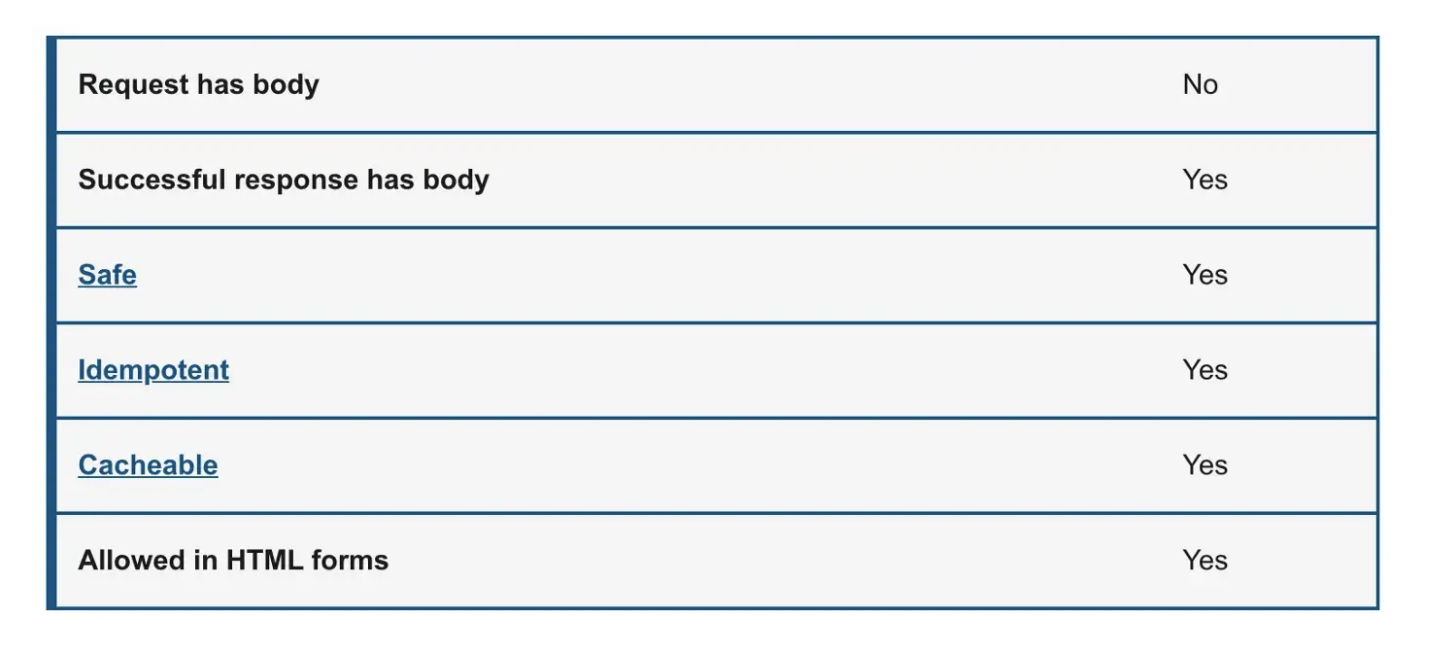 Request has body No
Successful response has body Yes
Safe Yes
Idempotent Yes
Cacheable Yes
Allowed in HTML forms Yes